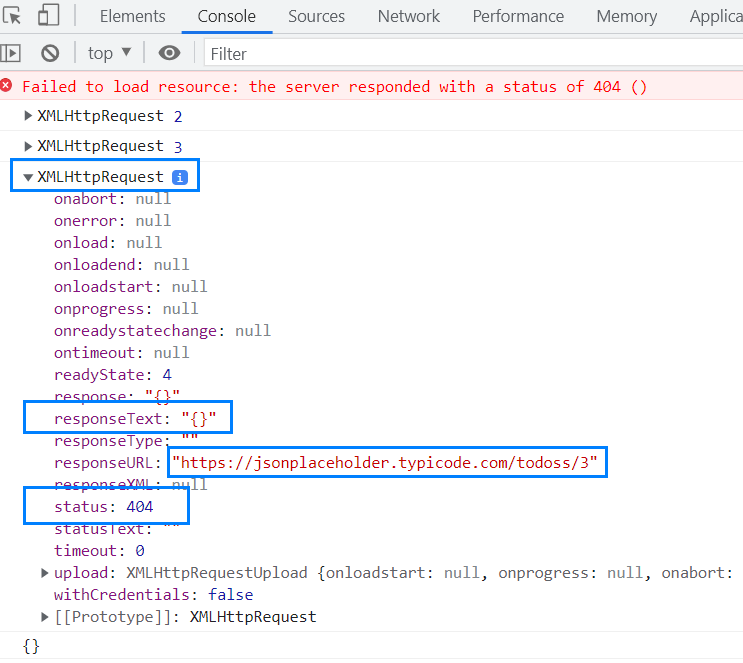 Elements Console Sources Network Performance Memory Applica
top Filter
Failed to load resource: the server responded with a status of 404 ()
XMLHttpRequest 2
XMLHttpRequest 3
XMLHttpRequest i
onabort: null
onerror: null
onload: null
onloadend: null
onloadstart: null
onprogress: null
onreadystatechange: null
ontimeout: null
readyState: 4
response: "{}"
responseText: "{}"
responseType: ""
responseURL: "https://jsonplaceholder.typicode.com/todoss/3"
responseXML: null
status: 404
statusText: ""
timeout: 0
upload: XMLHttpRequestUpload {onloadstart: null, onprogress: null, onabort:
withCredentials: false
[[Prototype]]: XMLHttpRequest
{}